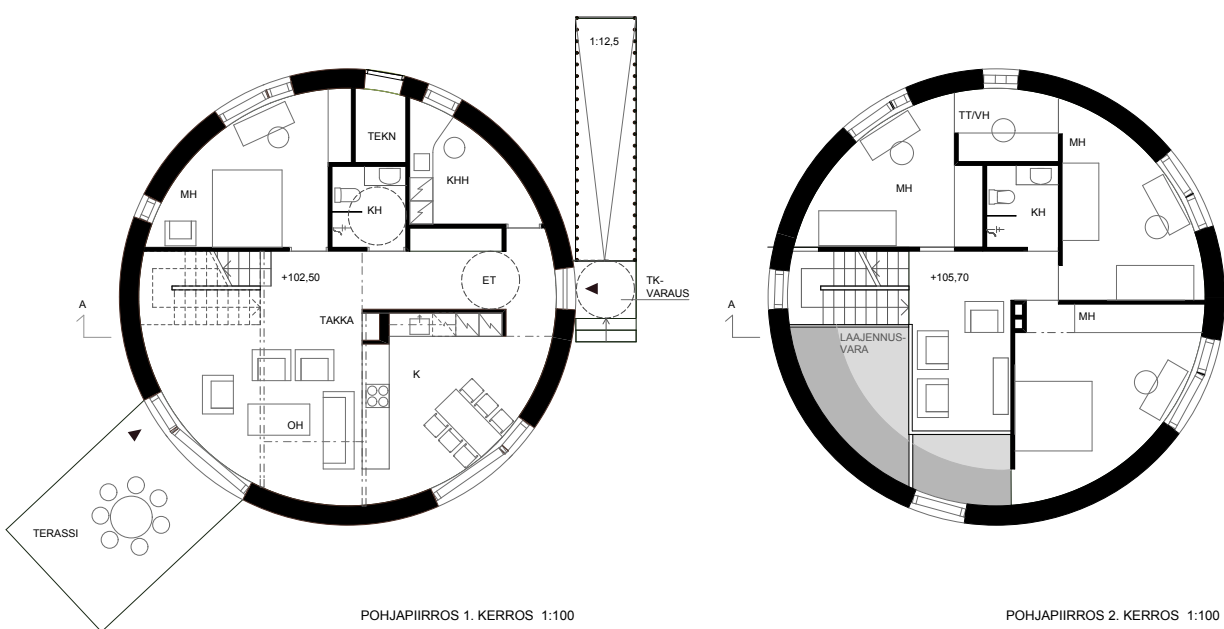 1:12,5
TEKN
KHH
MH
KH
+102,50
ET
TK-
VARAUS
A
TAKKA
K
OH
TERASSI
POHJAPIIRROS 1. KERROS 1:100
TT/VH
MH
MH
KH
+105,70
A
MH
LAAJENNUS-
VARA
POHJAPIIRROS 2. KERROS 1:100